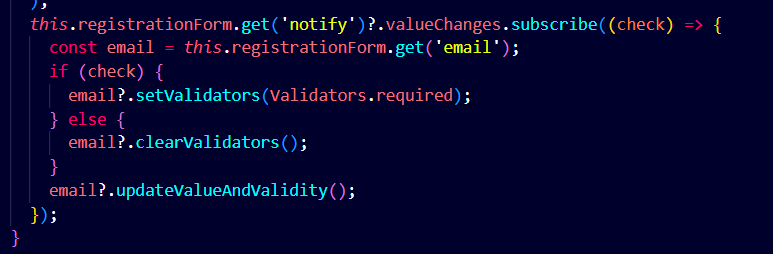 );
this.registrationForm.get('notify')?.valueChanges.subscribe((check) => {
const email = this.registrationForm.get('email');
if (check) {
email?.setValidators(Validators.required);
} else {
email?.clearValidators();
}
email?.updateValueAndValidity();
});
}